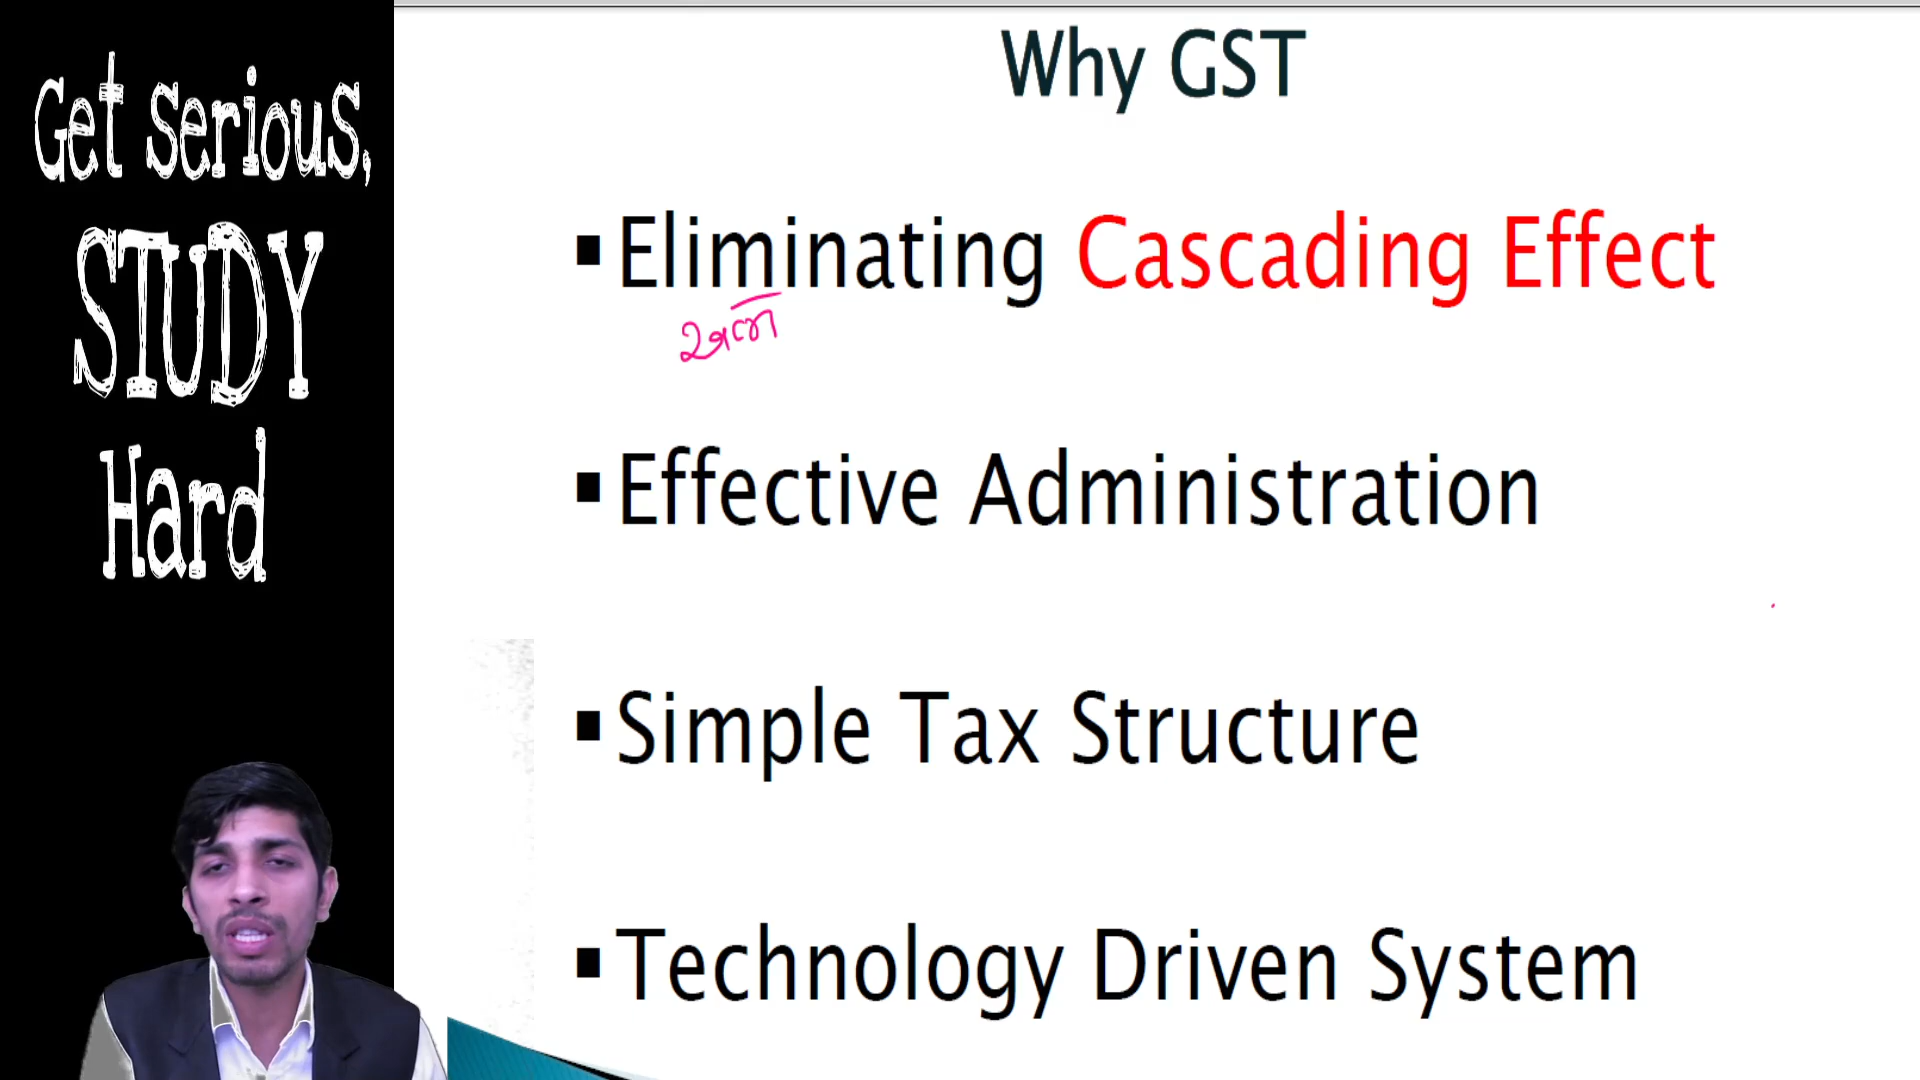 Get serious,
STUDY
Hard
Why GST
▪Eliminating Cascading Effect
▪Effective Administration
▪Simple Tax Structure
▪Technology Driven System